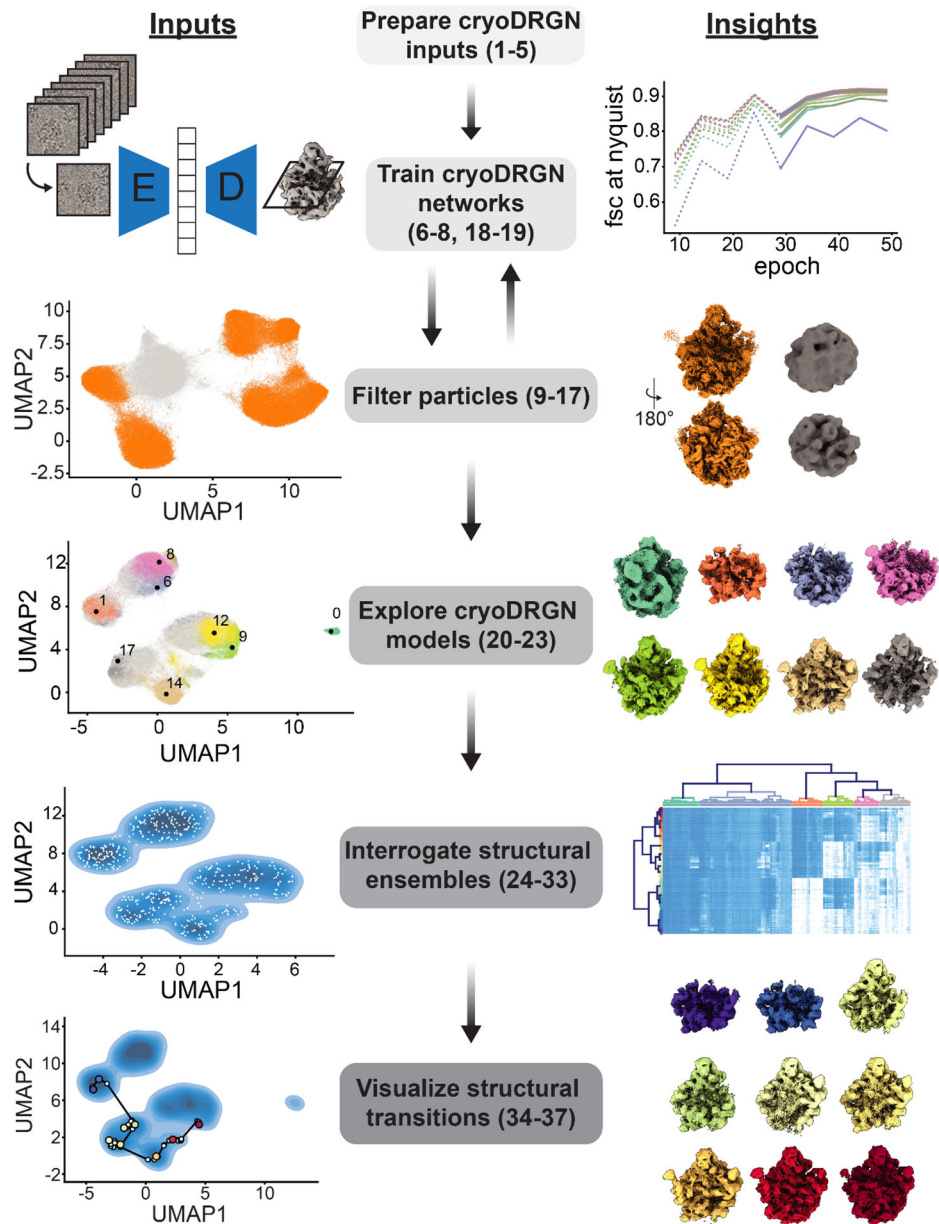 Inputs
Prepare cryoDRGN
inputs (1-5)
Insights
E
D
Train cryoDRGN
networks
(6-8, 18-19)
fsc at nyquist
0.9
0.8
0.7
0.6
10
20
30
40
50
epoch
UMAP2
10
7.5
5.0
2.5
0
-2.5
0
5
10
UMAP1
Filter particles (9-17)
180°
UMAP2
12
8
4
0
8
6
1
12
0
9
17
14
-5
0
5
10
UMAP1
Explore cryoDRGN
models (20-23)
UMAP2
12
8
4
0
-4
-2
0
2
4
6
UMAP1
Interrogate structural
ensembles (24-33)
UMAP2
14
10
6
2
-2
-5
0
5
10
UMAP1
Visualize structural
transitions (34-37)